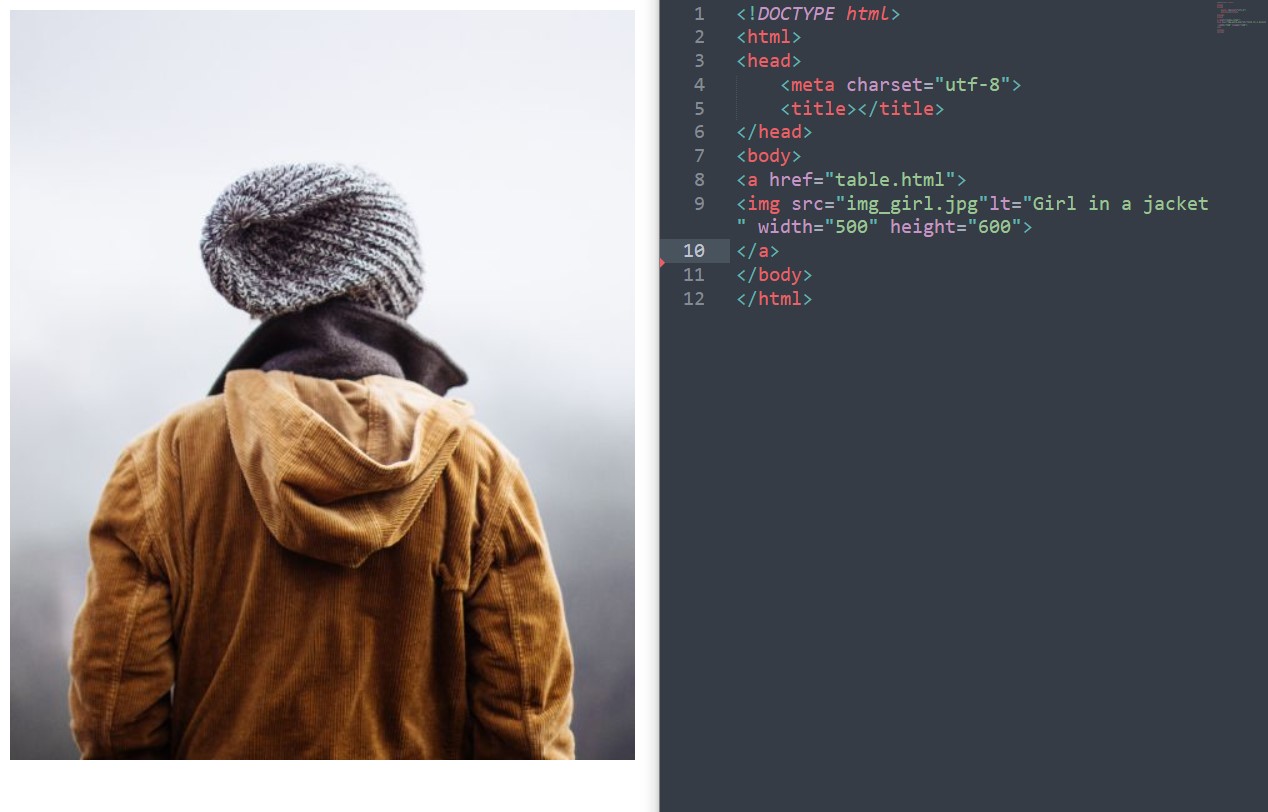 1 <!DOCTYPE html>
2 <html>
3 <head>
4 <meta charset="utf-8">
5 <title></title>
6 </head>
7 <body>
8 <a href="table.html">
9 <img src="img_girl.jpg"lt="Girl in a jacket
" width="500" height="600">
10 </a>
11 </body>
12 </html>